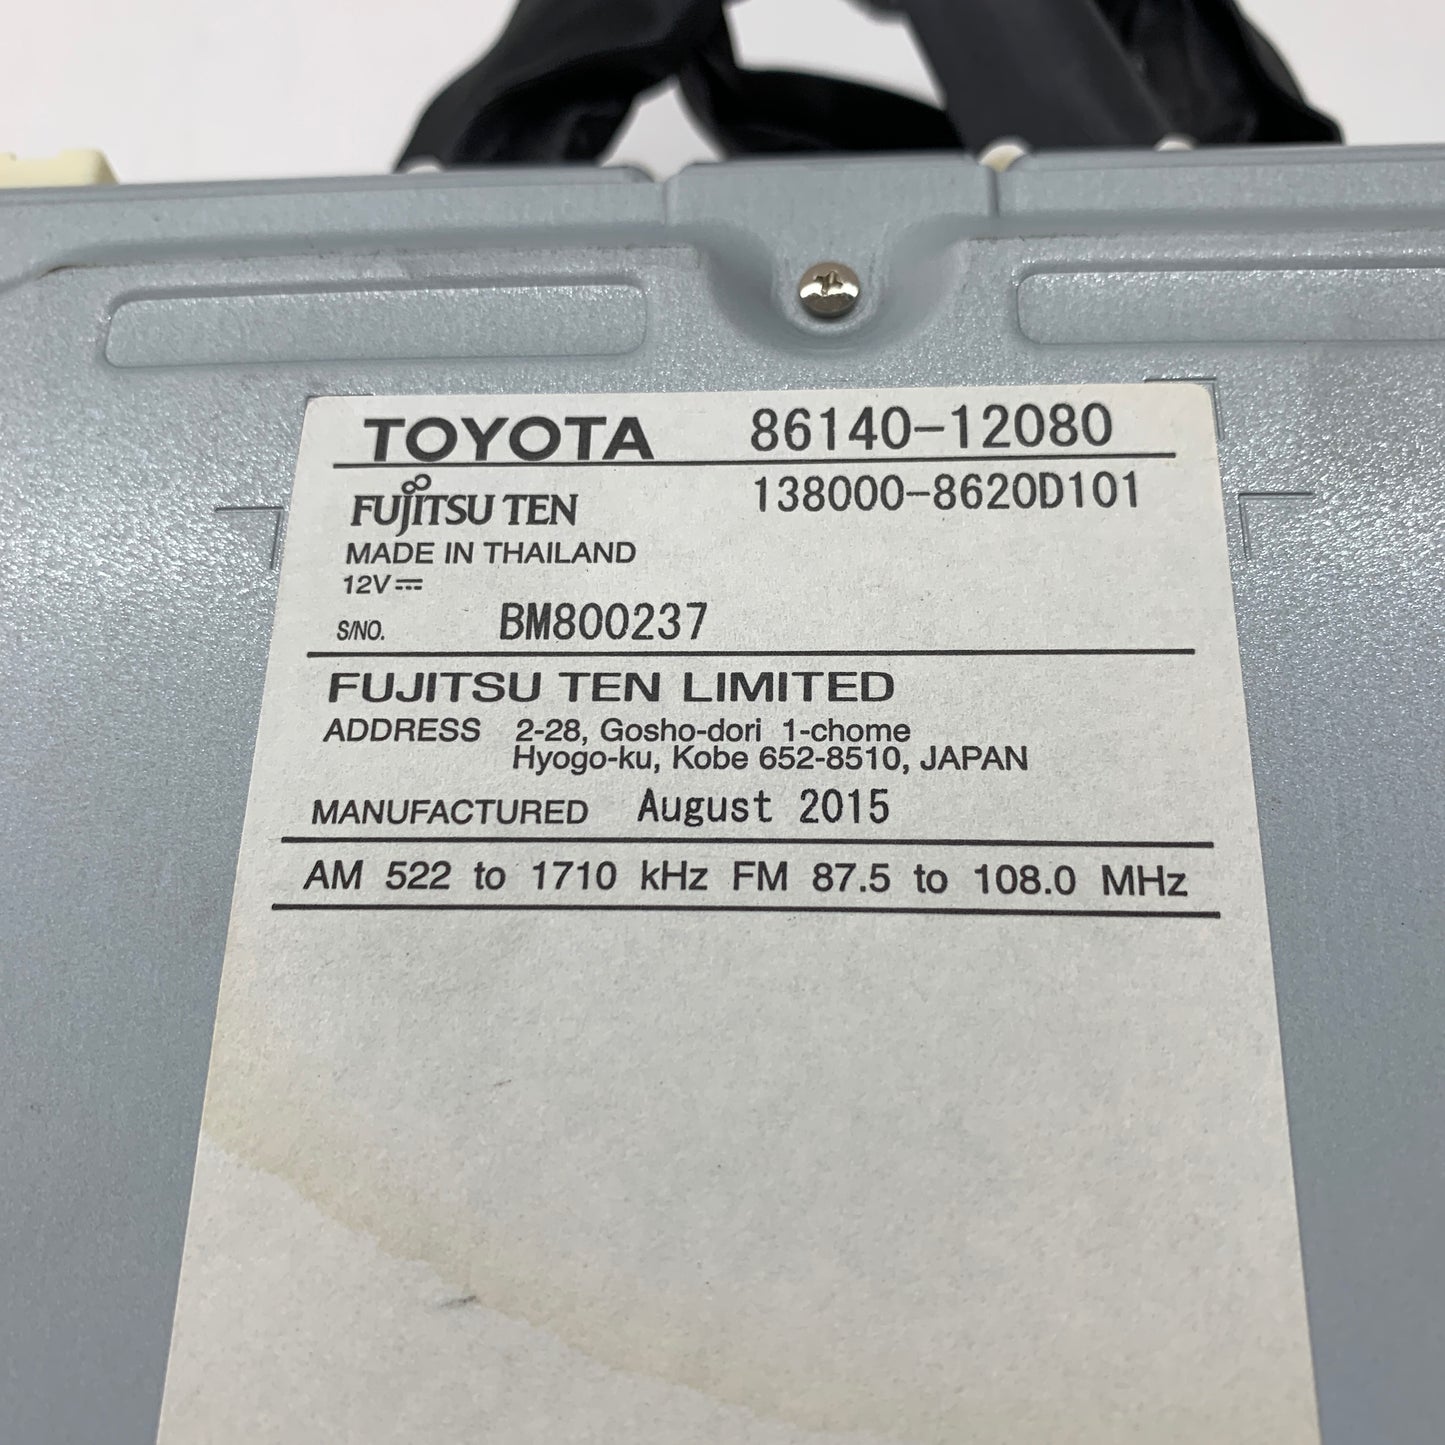 TOYOTA 86140-12080
FUJITSU TEN 138000-8620D101
MADE IN THAILAND
12V⎓
S/NO. BM800237
FUJITSU TEN LIMITED
ADDRESS 2-28, Gosho-dori 1-chome
Hyogo-ku, Kobe 652-8510, JAPAN
MANUFACTURED August 2015
AM 522 to 1710 kHz FM 87.5 to 108.0 MHz